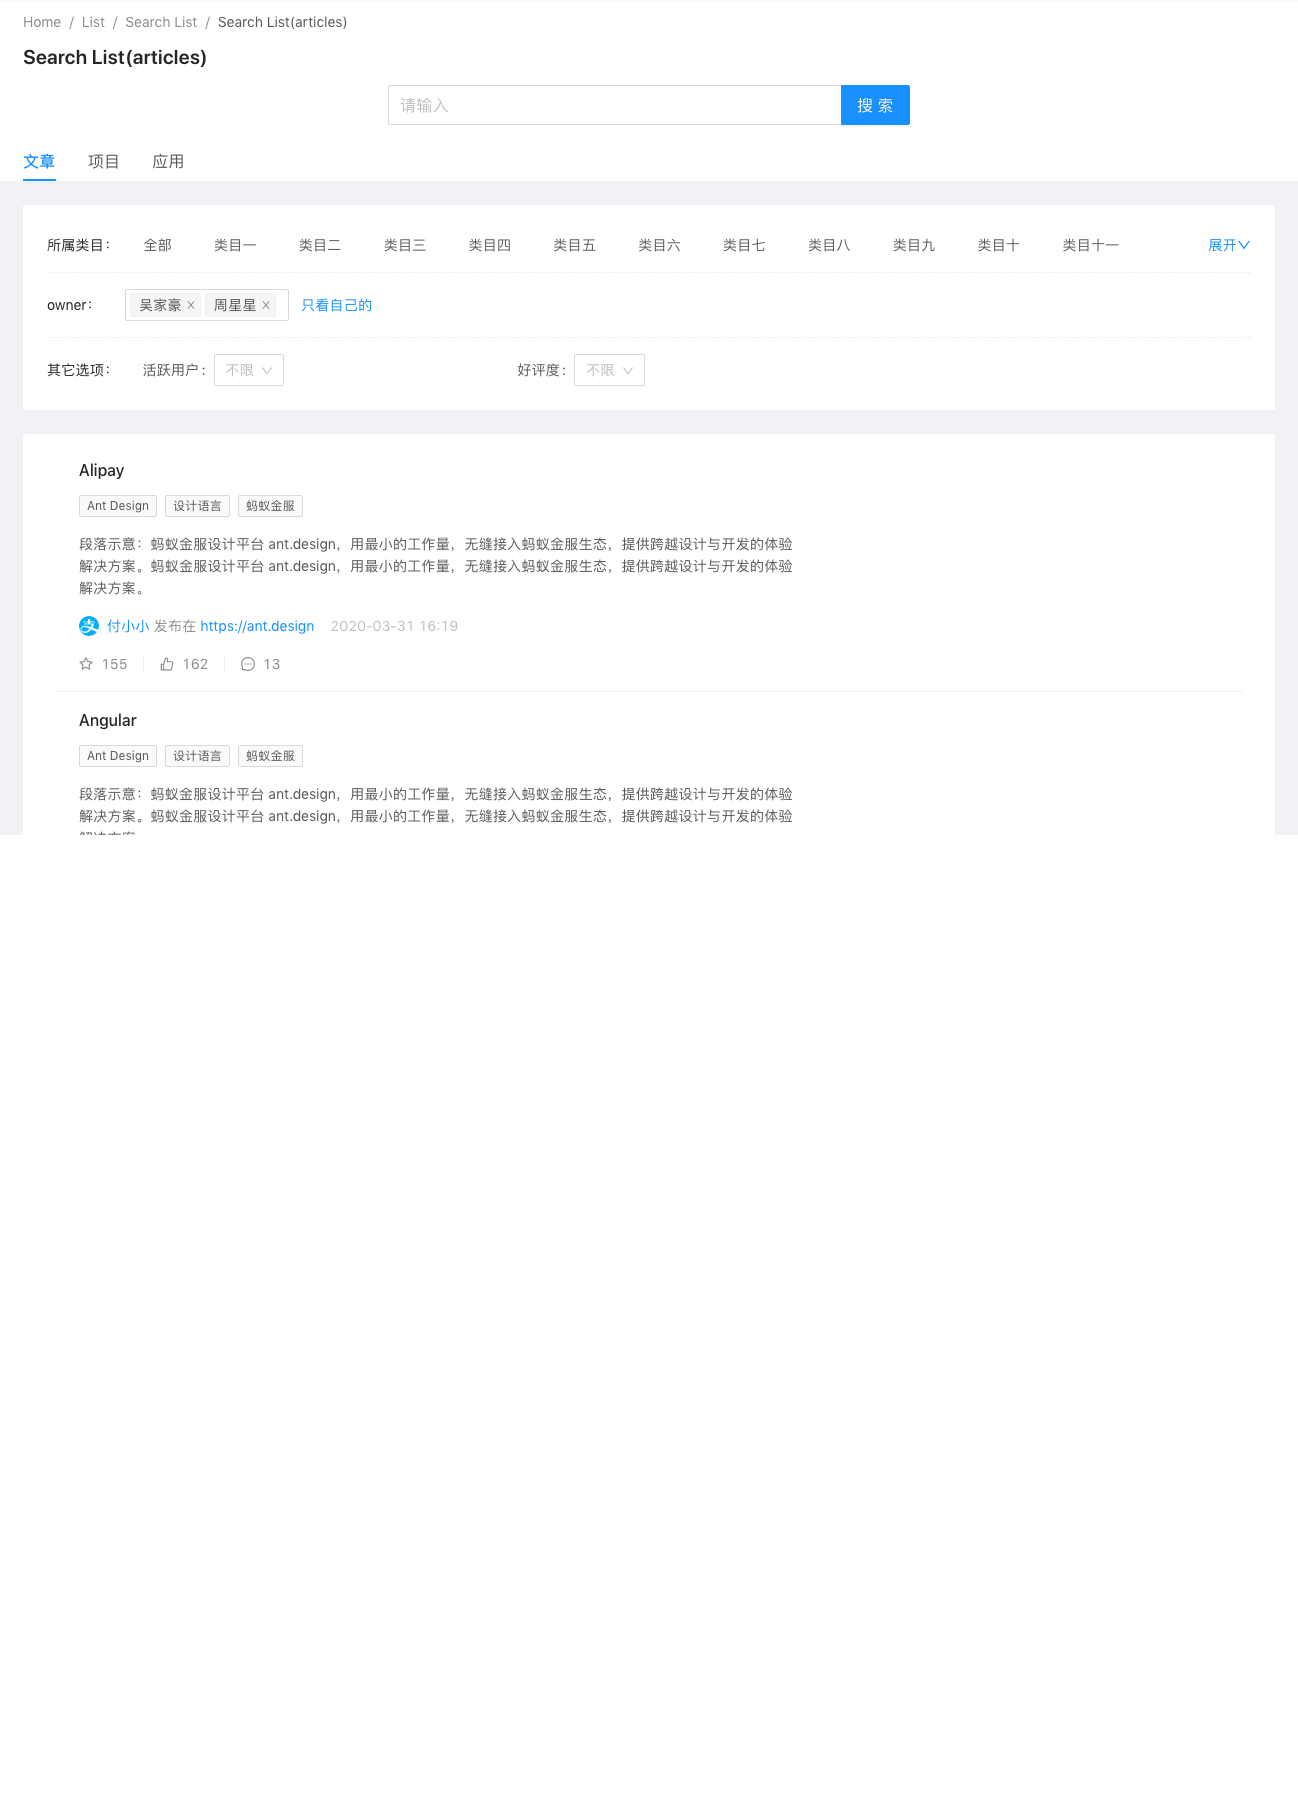 Home / List / Search List / Search List(articles)
Search List(articles)
请输入 搜 索
文章 项目 应用
所属类目： 全部 类目一 类目二 类目三 类目四 类目五 类目六 类目七 类目八 类目九 类目十 类目十一 展开
owner： 吴家豪 周星星 只看自己的
其它选项： 活跃用户： 不限 好评度： 不限
Alipay
Ant Design 设计语言 蚂蚁金服
段落示意：蚂蚁金服设计平台 ant.design，用最小的工作量，无缝接入蚂蚁金服生态，提供跨越设计与开发的体验
解决方案。蚂蚁金服设计平台 ant.design，用最小的工作量，无缝接入蚂蚁金服生态，提供跨越设计与开发的体验
解决方案。
付小小 发布在 https://ant.design 2020-03-31 16:19
155 162 13
Angular
Ant Design 设计语言 蚂蚁金服
段落示意：蚂蚁金服设计平台 ant.design，用最小的工作量，无缝接入蚂蚁金服生态，提供跨越设计与开发的体验
解决方案。蚂蚁金服设计平台 ant.design，用最小的工作量，无缝接入蚂蚁金服生态，提供跨越设计与开发的体验